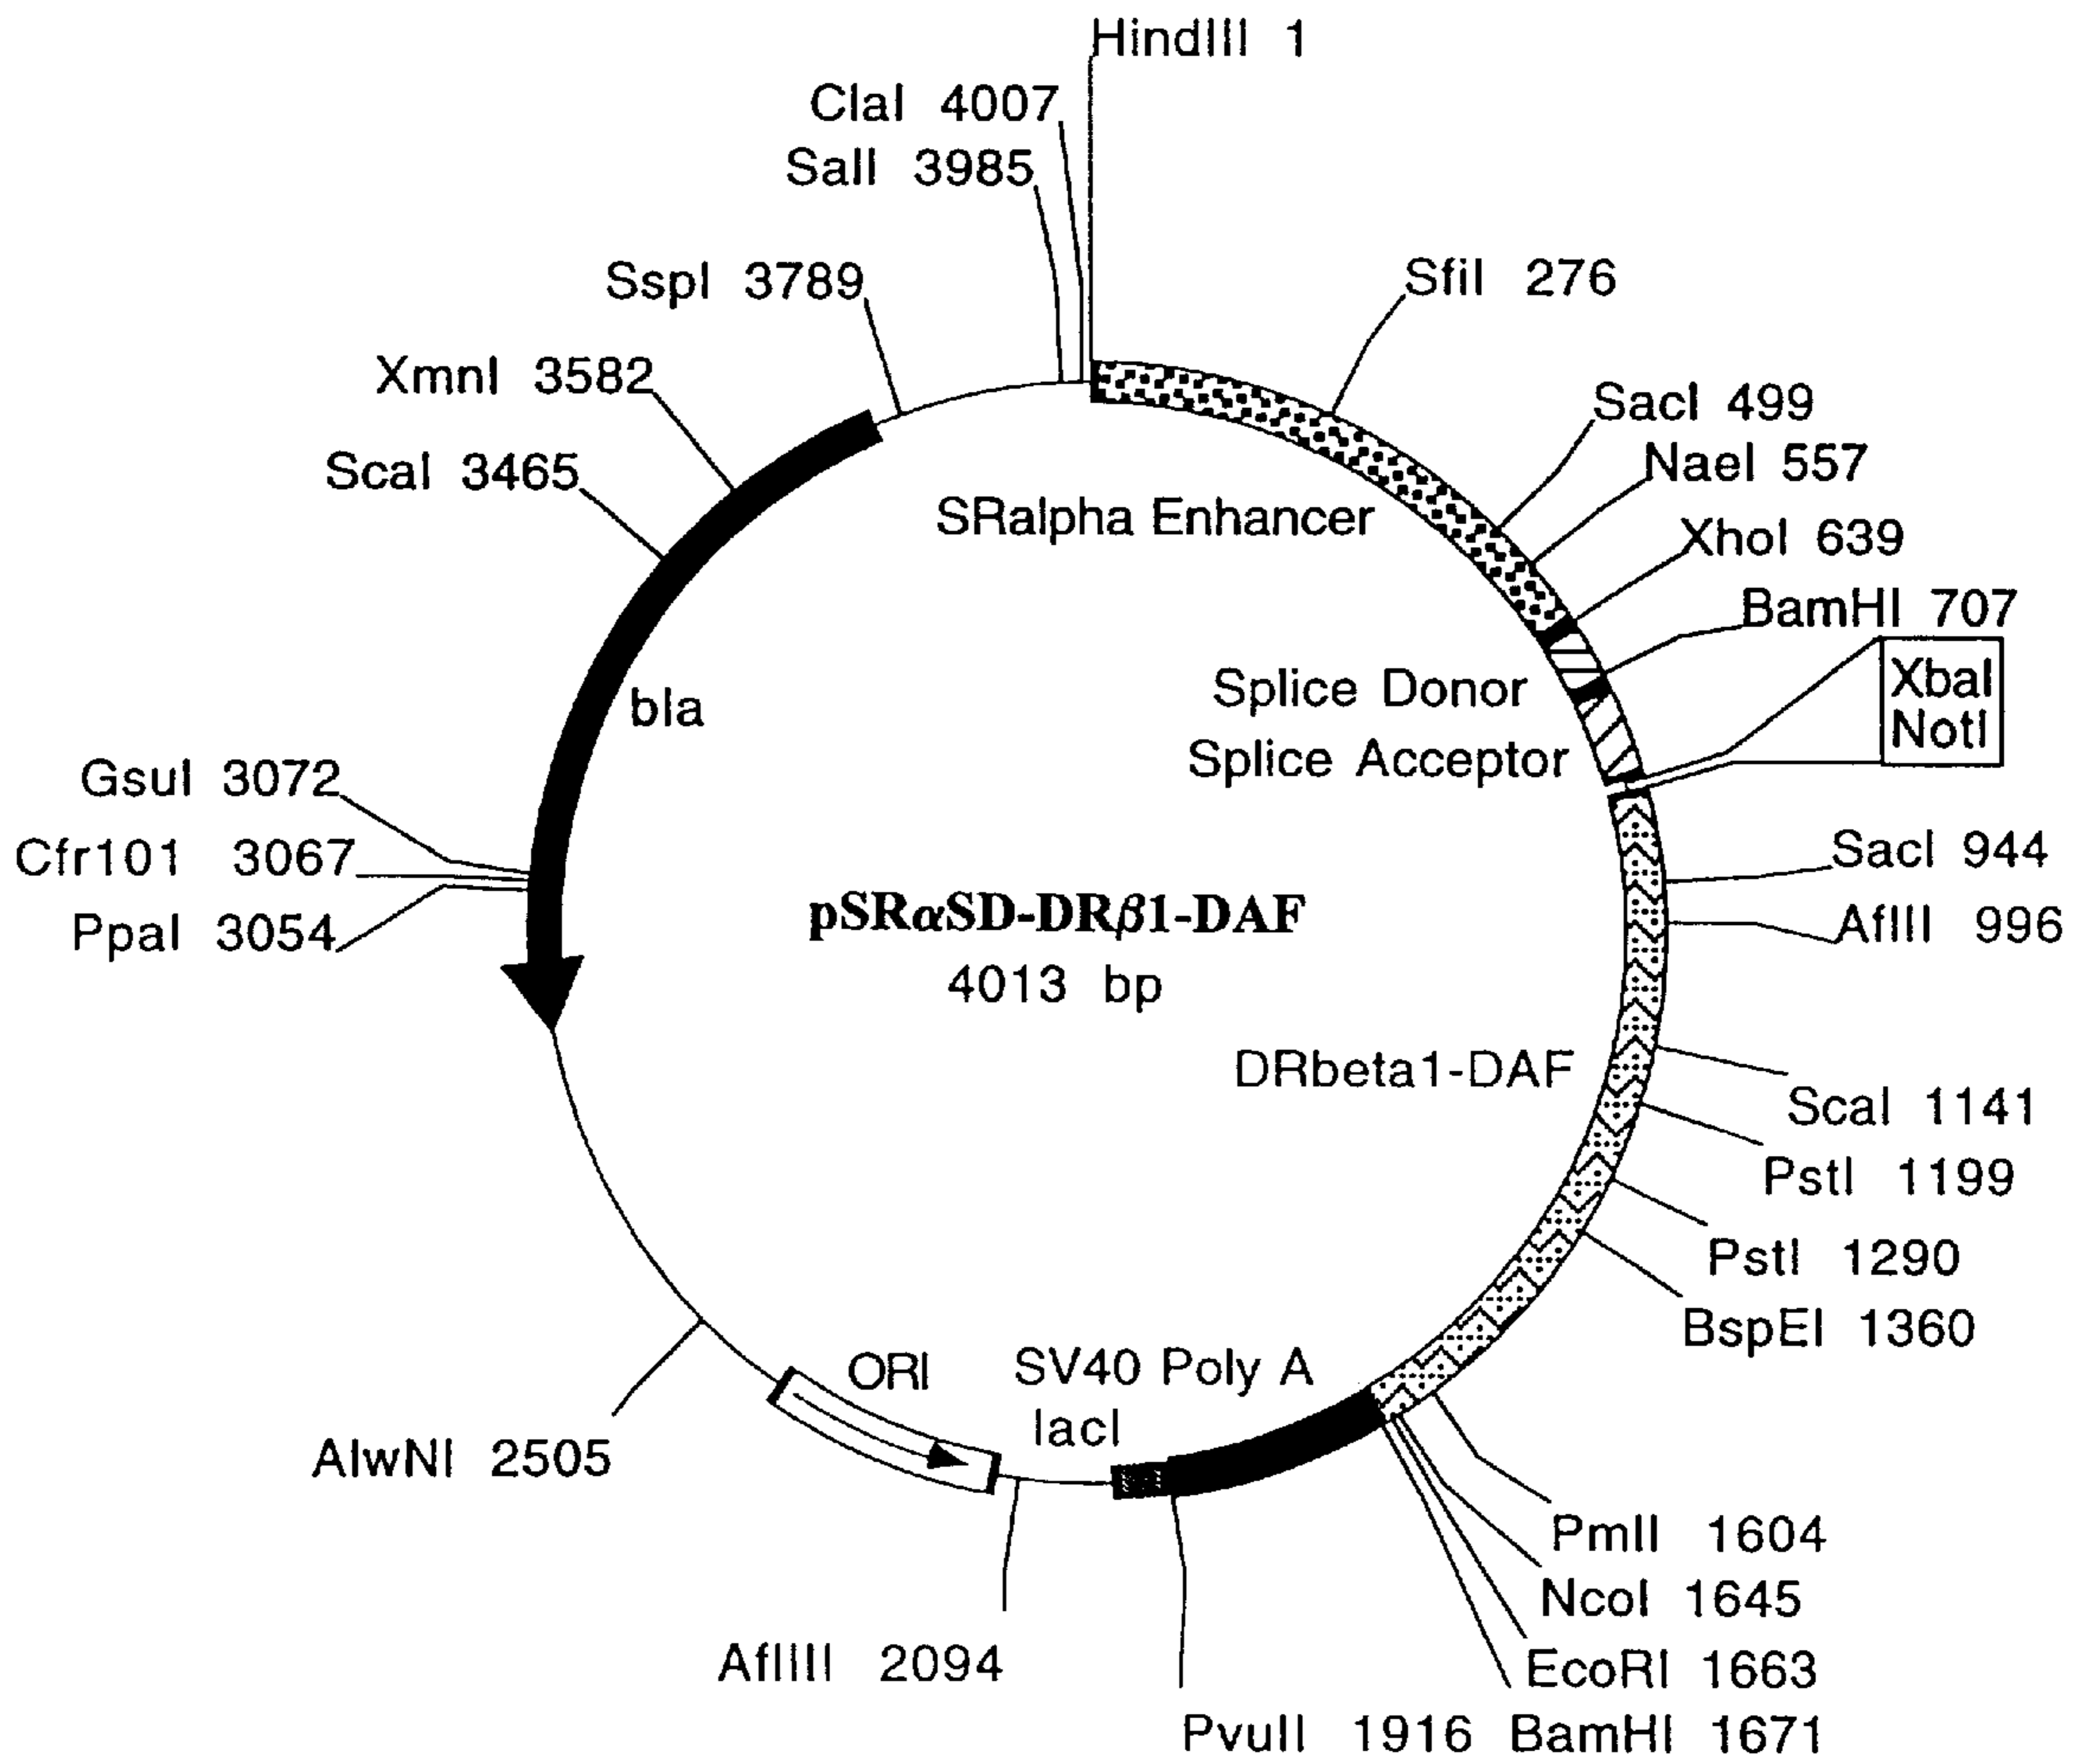 HindIII 1
ClaI 4007
SalI 3985
SspI 3789
SfiI 276
XmnI 3582
SacI 499
ScaI 3465
NaeI 557
SRalpha Enhancer
XhoI 639
BamHI 707
Splice Donor
XbaI
NotI
bla
Splice Acceptor
GsuI 3072
Cfr101 3067
SacI 944
pSRαSD-DRβ1-DAF
AflII 996
PpaI 3054
4013 bp
DRbeta1-DAF
ScaI 1141
PstI 1199
PstI 1290
BspEI 1360
ORI
SV40 Poly A
lacI
AlwNI 2505
PmlI 1604
NcoI 1645
AflIII 2094
EcoRI 1663
PvuII 1916
BamHI 1671